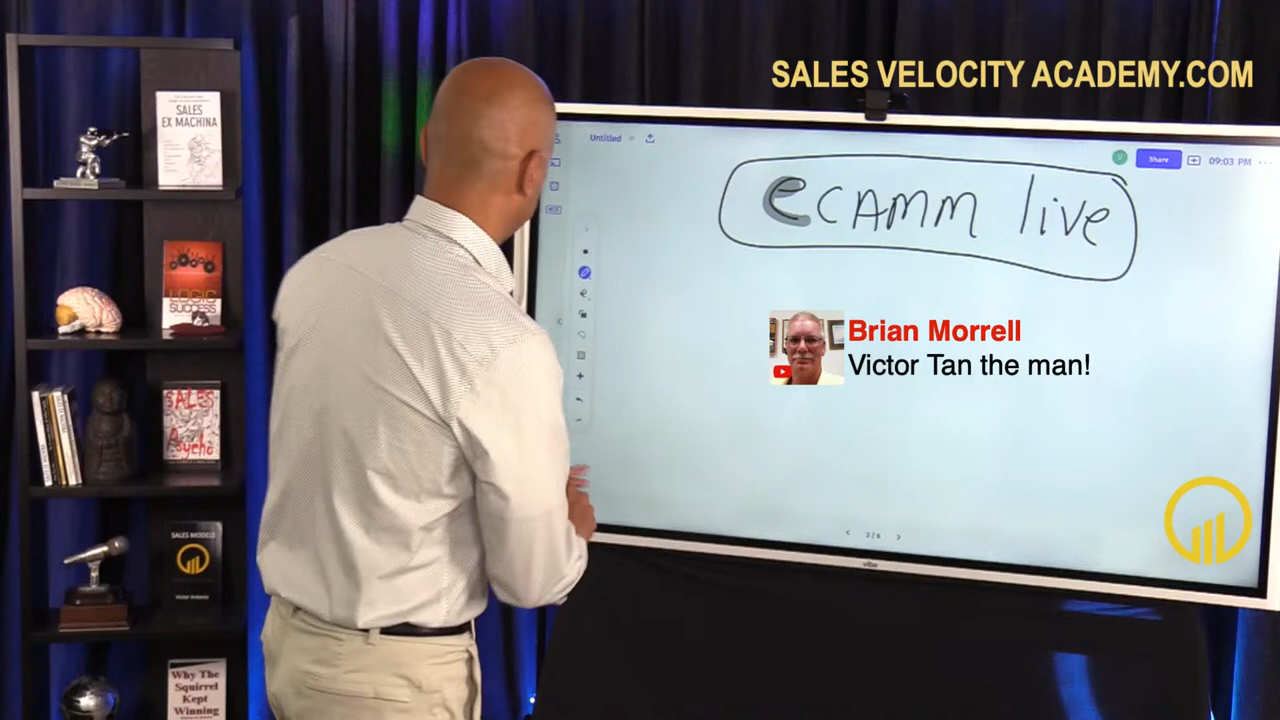 SALES VELOCITY ACADEMY.COM
SALES
EX MACHINA
Untitled
Share
09:03 PM
ecamm live
LOGIC
SUCCESS
Brian Morrell
Victor Tan the man!
SALES
Psycho
SALES MODELS
vibe
Why The
Squirrel
Kept
Winning